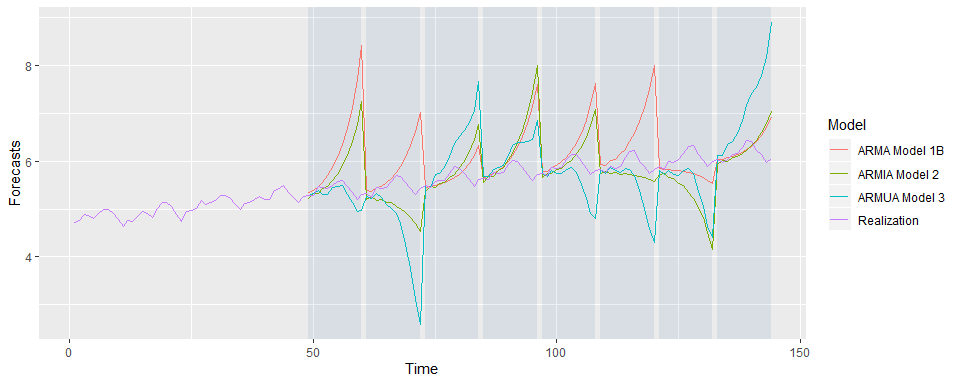 8
6
4
Forecasts
0
50
100
150
Time
Model
ARMA Model 1B
ARMIA Model 2
ARMUA Model 3
Realization